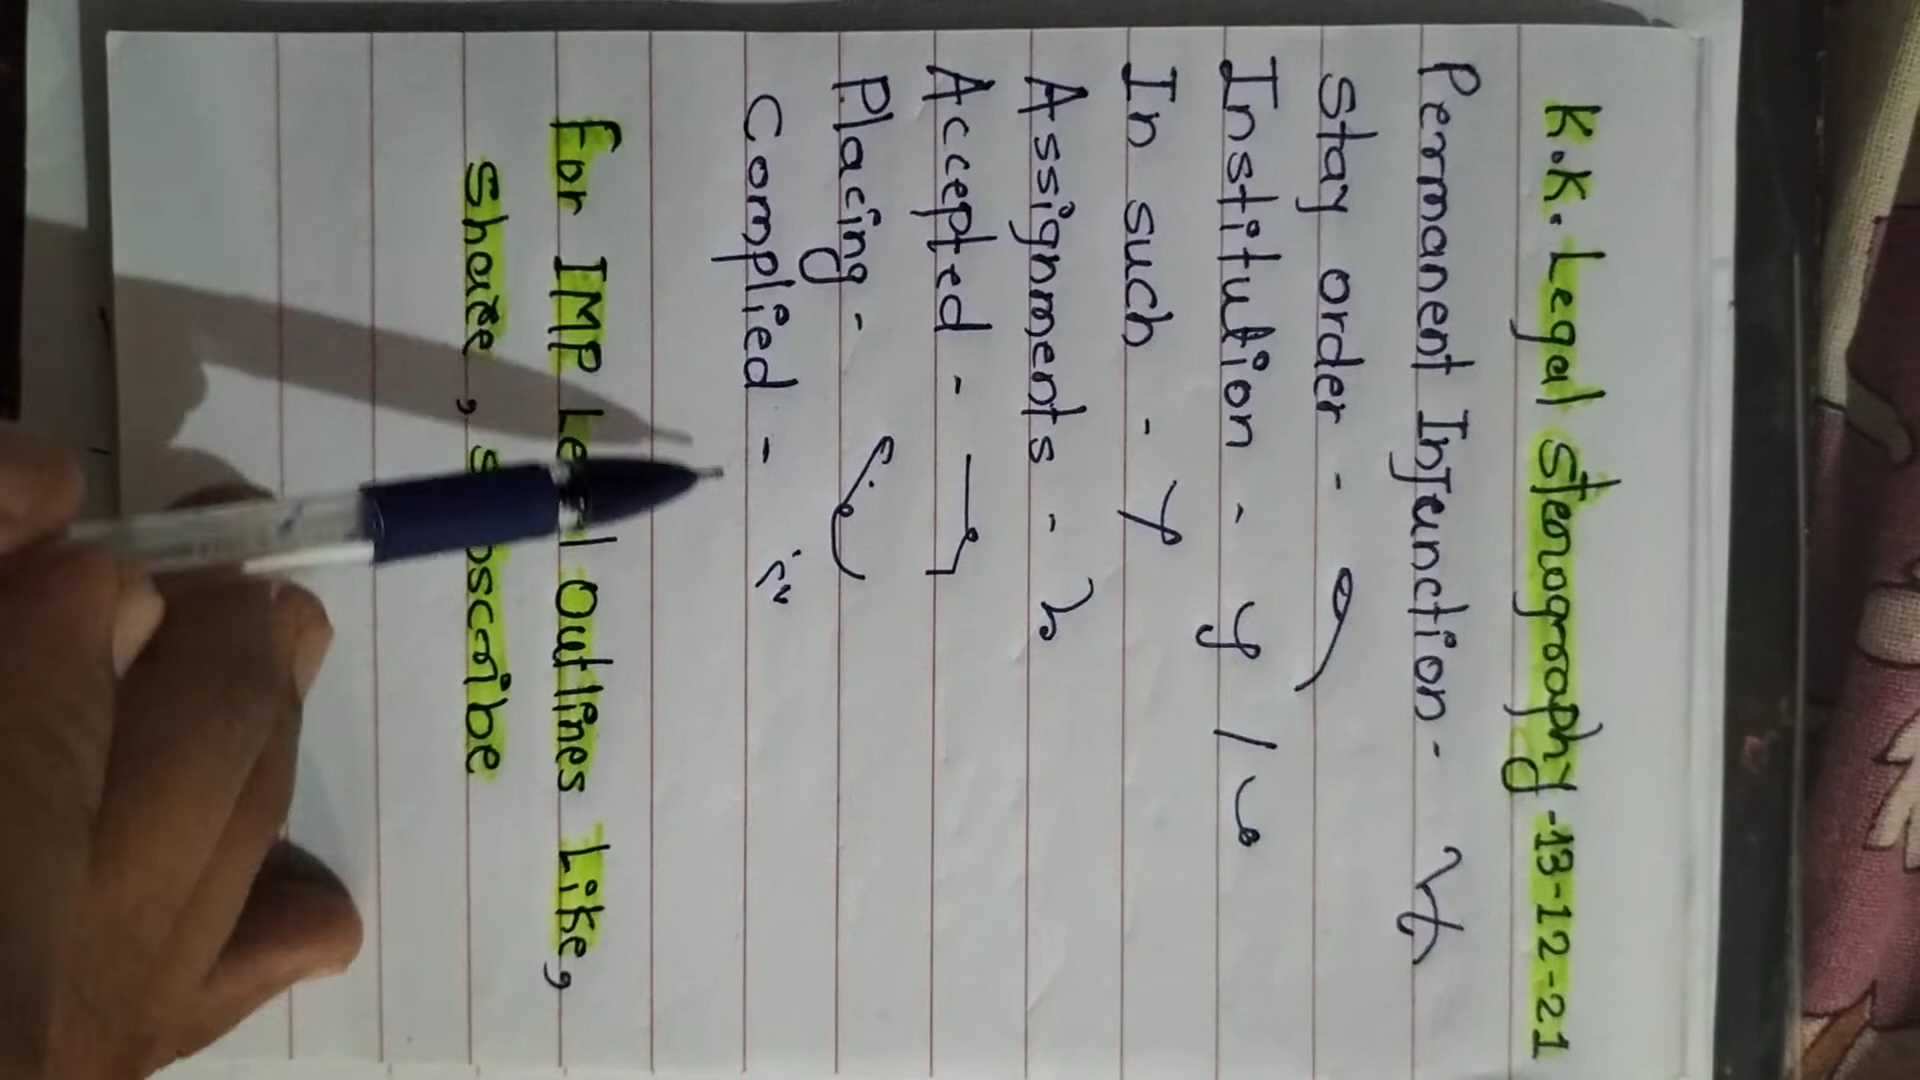 K.K. Legal Stenography -13-12-21
Permanent Injunction -
Stay order -
Institution - /
In such -
Assignments -
Accepted -
Placing -
Complied -
For IMP Legal Outlines Like,
Share, Subscribe